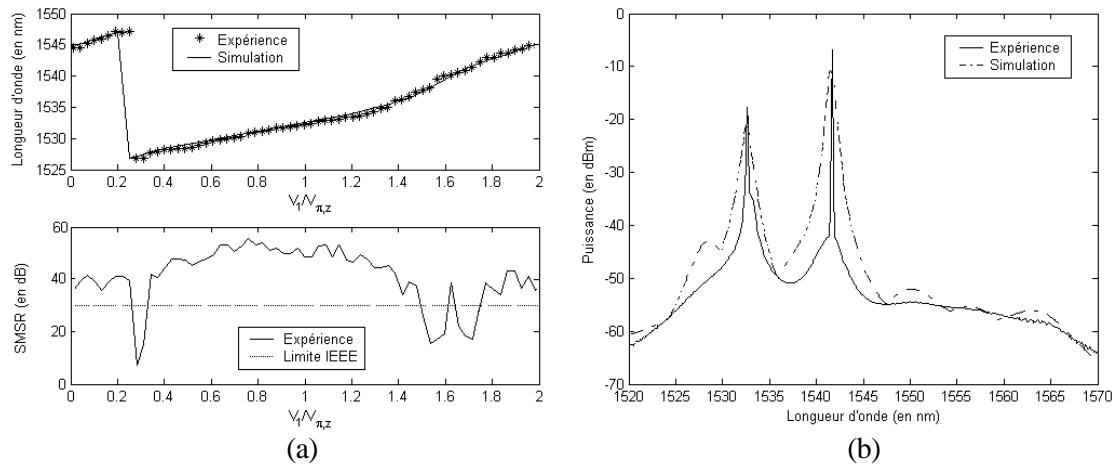 Longueur d'onde (en nm)
1550
1545
1540
1535
1530
1525
Expérience
Simulation
0 0.2 0.4 0.6 0.8 1 1.2 1.4 1.6 1.8 2
V1/Vπ,z
SMSR (en dB)
60
40
20
0
Expérience
Limite IEEE
0 0.2 0.4 0.6 0.8 1 1.2 1.4 1.6 1.8 2
V1/Vπ,z
(a)
Puissance (en dBm)
0
-10
-20
-30
-40
-50
-60
-70
Expérience
Simulation
1520 1525 1530 1535 1540 1545 1550 1555 1560 1565 1570
Longueur d'onde (en nm)
(b)